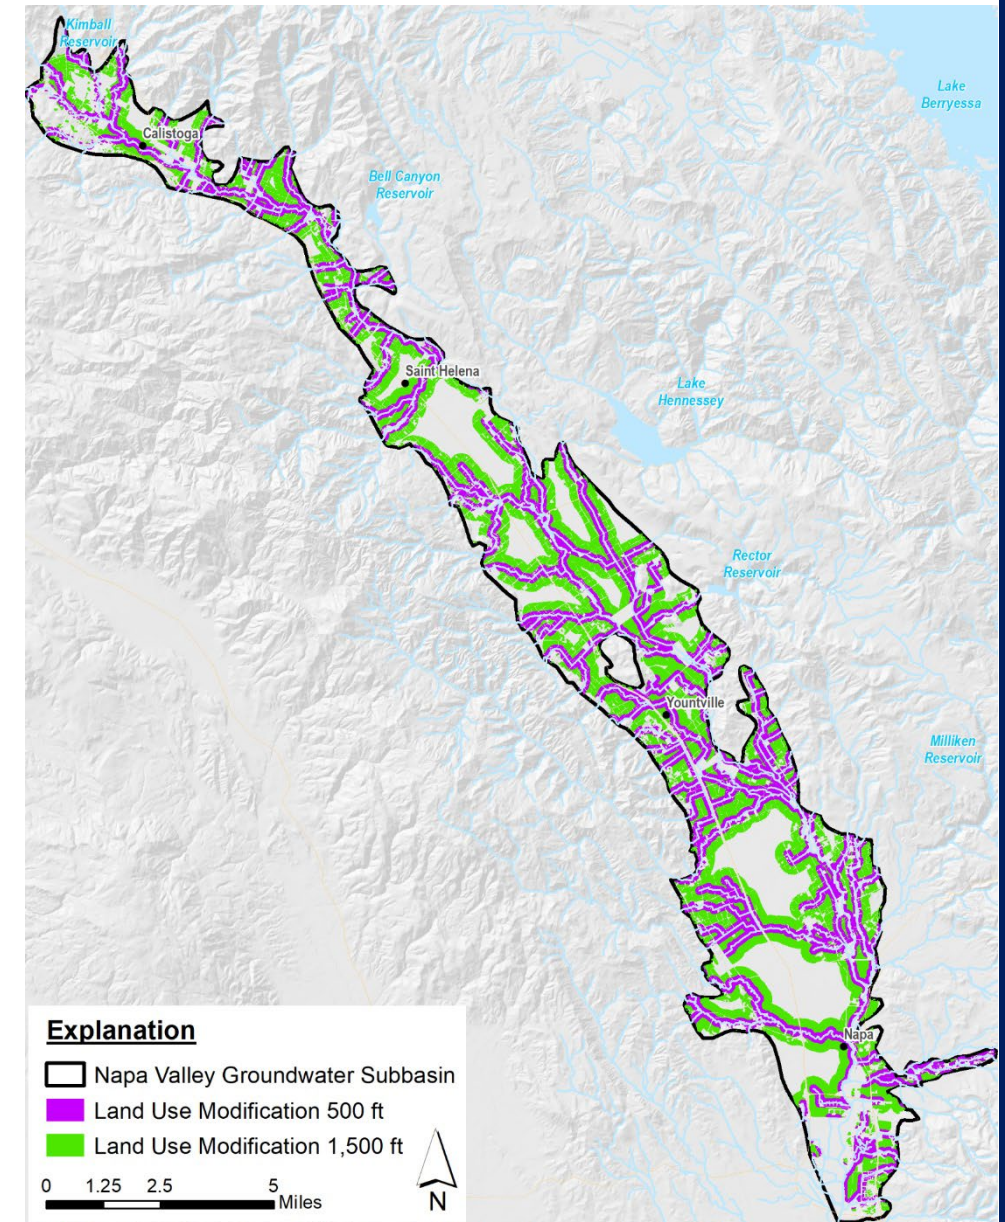 Kimball
Reservoir
Lake
Berryessa
Calistoga
Bell Canyon
Reservoir
Saint Helena
Lake
Hennessey
Rector
Reservoir
Yountville
Milliken
Reservoir
Napa
Explanation
Napa Valley Groundwater Subbasin
Land Use Modification 500 ft
Land Use Modification 1,500 ft
0 1.25 2.5 5
Miles
N